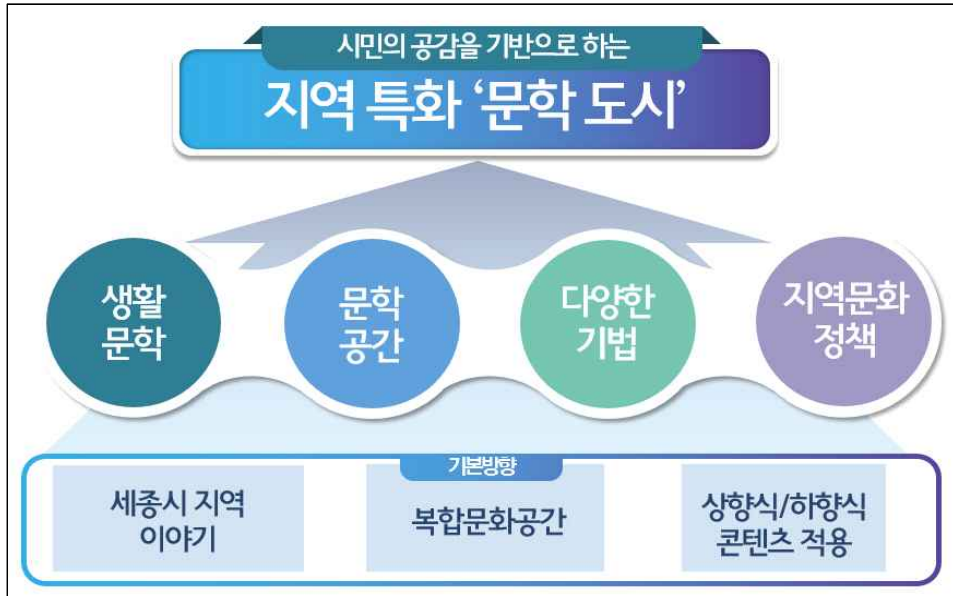 시민의 공감을 기반으로 하는
지역 특화 ‘문학 도시’
생활
문학
문학
공간
다양한
기법
지역문화
정책
기본방향
세종시 지역
이야기
복합문화공간
상향식/하향식
콘텐츠 적용